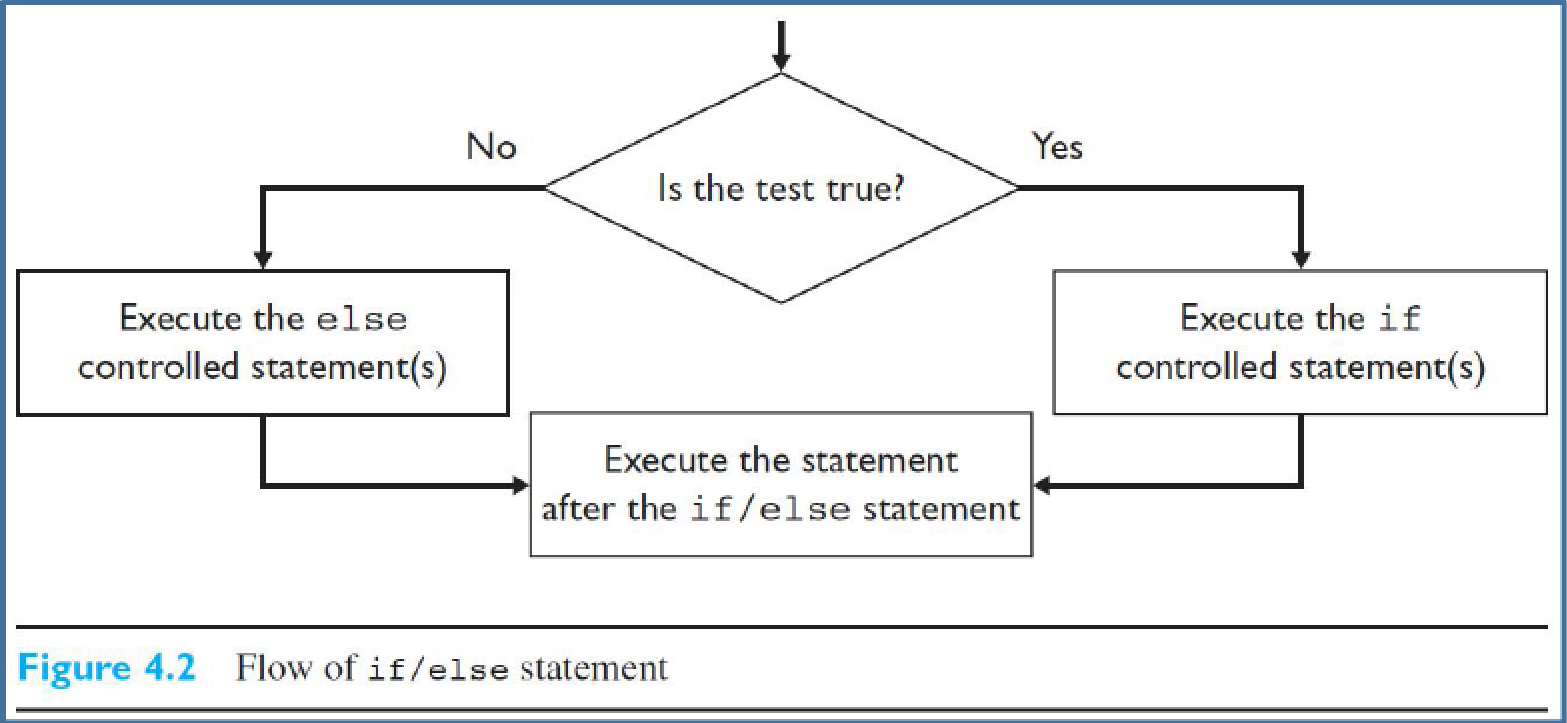 No
Yes
Is the test true?
Execute the else
controlled statement(s)
Execute the if
controlled statement(s)
Execute the statement
after the if/else statement
Figure 4.2 Flow of if/else statement